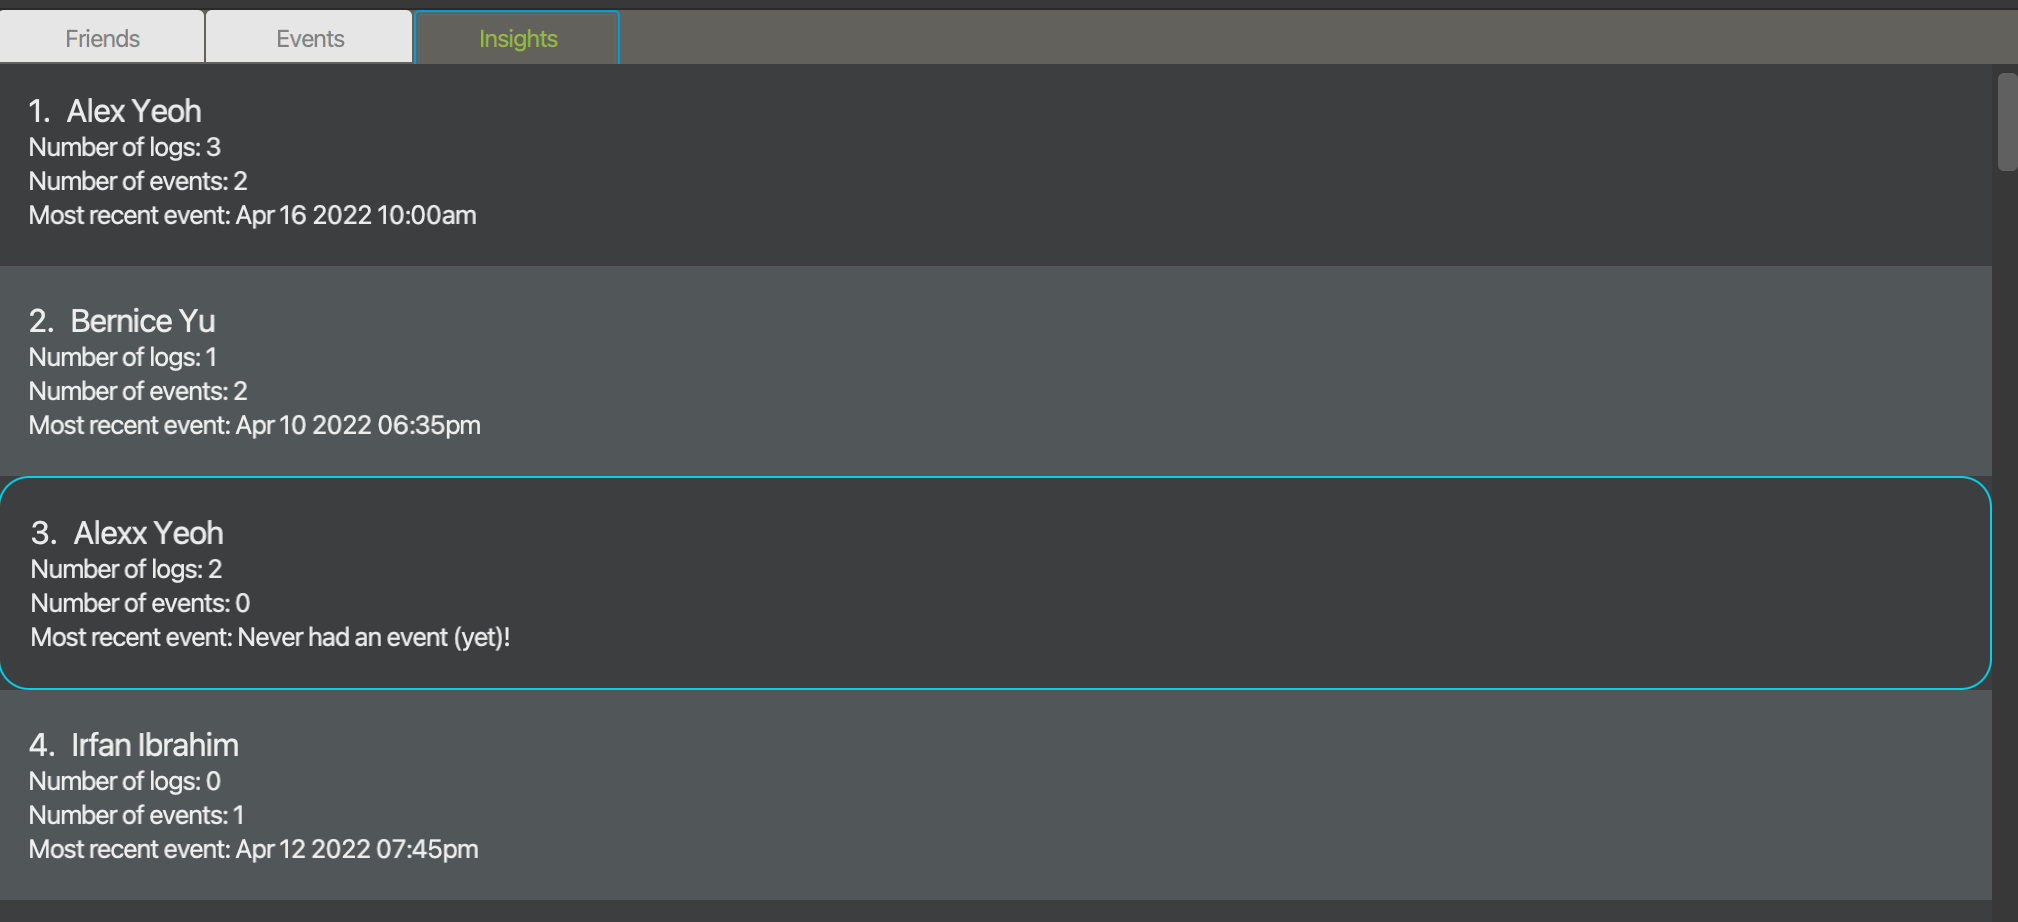 Friends Events Insights
1. Alex Yeoh
Number of logs: 3
Number of events: 2
Most recent event: Apr 16 2022 10:00am
2. Bernice Yu
Number of logs: 1
Number of events: 2
Most recent event: Apr 10 2022 06:35pm
3. Alexx Yeoh
Number of logs: 2
Number of events: 0
Most recent event: Never had an event (yet)!
4. Irfan Ibrahim
Number of logs: 0
Number of events: 1
Most recent event: Apr 12 2022 07:45pm